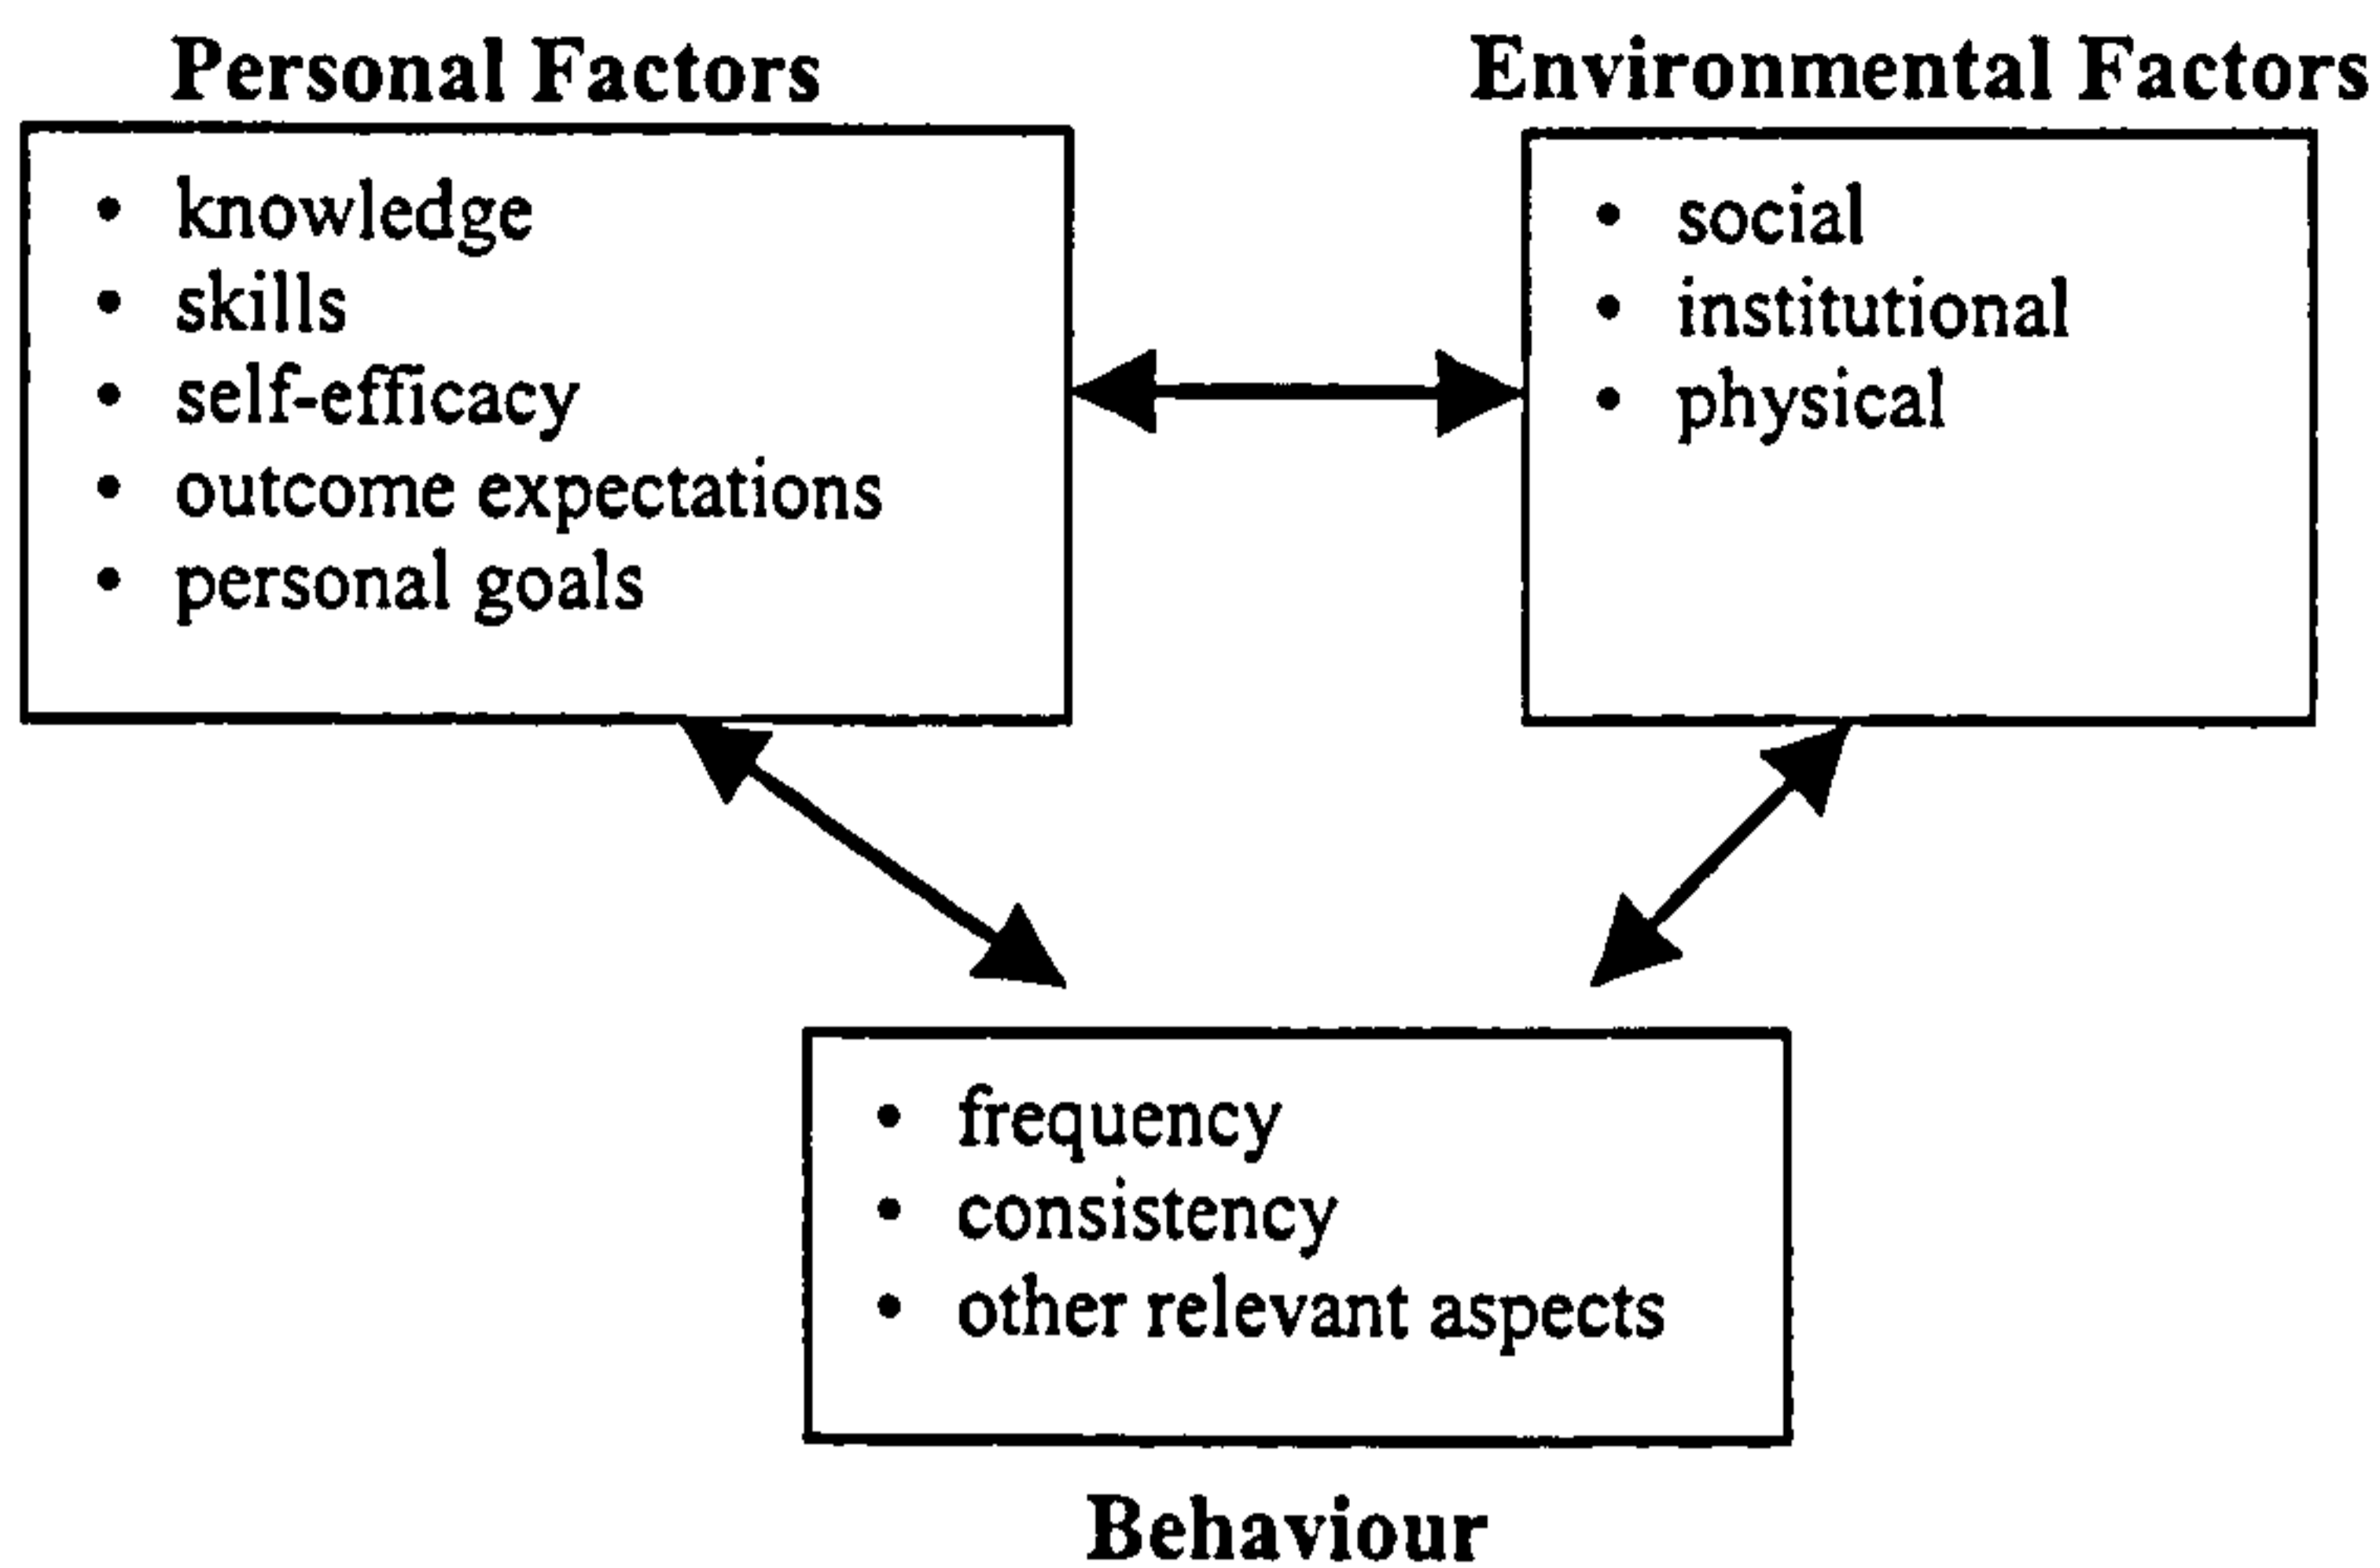 Personal Factors
• knowledge
• skills
• self-efficacy
• outcome expectations
• personal goals
Environmental Factors
• social
• institutional
• physical
• frequency
• consistency
• other relevant aspects
Behaviour